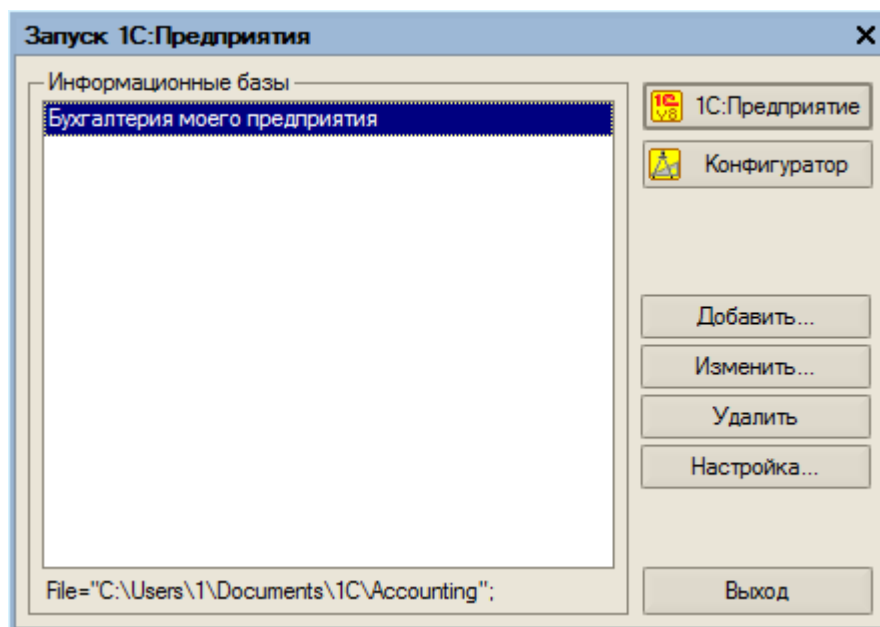 Запуск 1С:Предприятия
Информационные базы
Бухгалтерия моего предприятия
1С:Предприятие
Конфигуратор
Добавить...
Изменить...
Удалить
Настройка...
File="C:\Users\1\Documents\1C\Accounting";
Выход